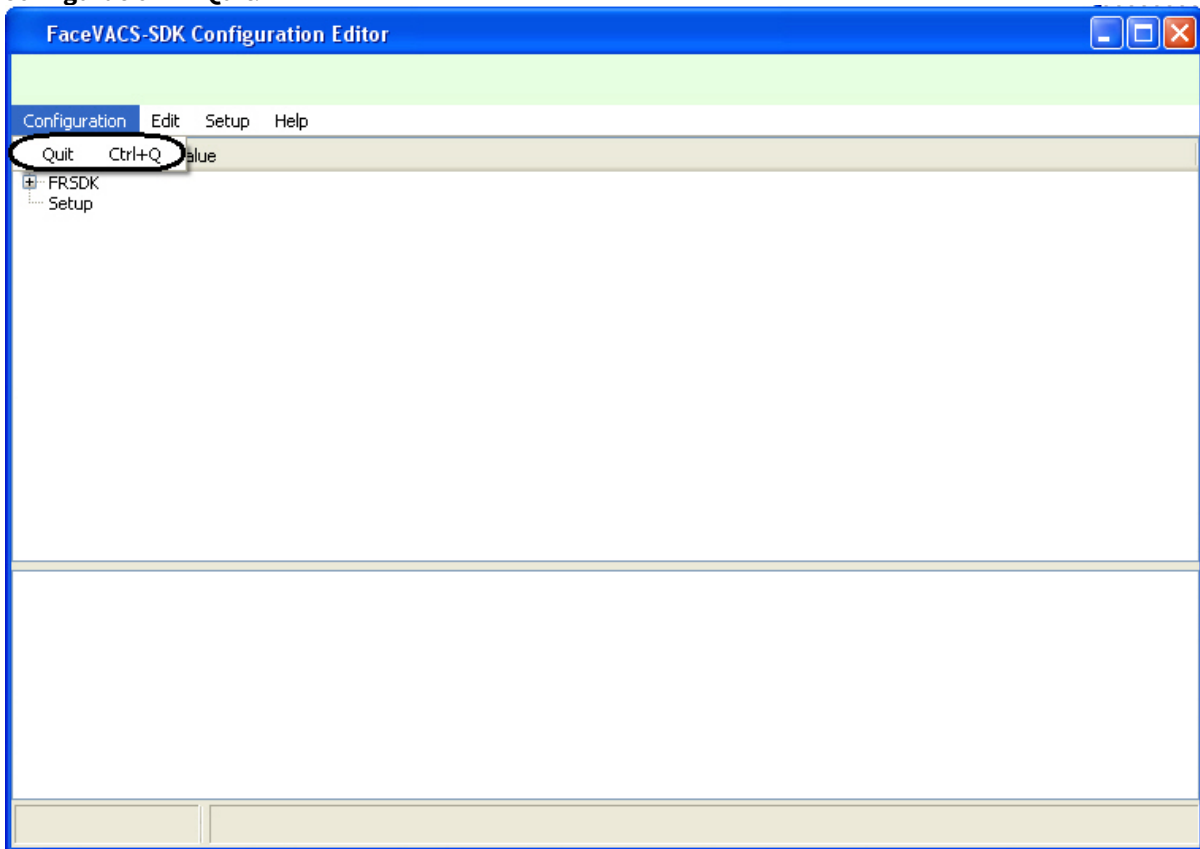 FaceVACS-SDK Configuration Editor
Configuration Edit Setup Help
Quit Ctrl+Q alue
FRSDK
Setup